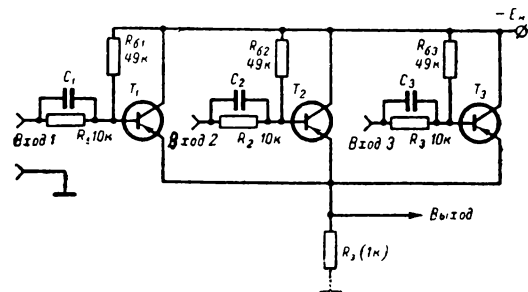 − Eк
Rб1
49к
Rб2
49к
Rб3
49к
C1
T1
C2
T2
C3
T3
R1 10к
R2 10к
R3 10к
Вход 1
Вход 2
Вход 3
Выход
Rэ (1к)